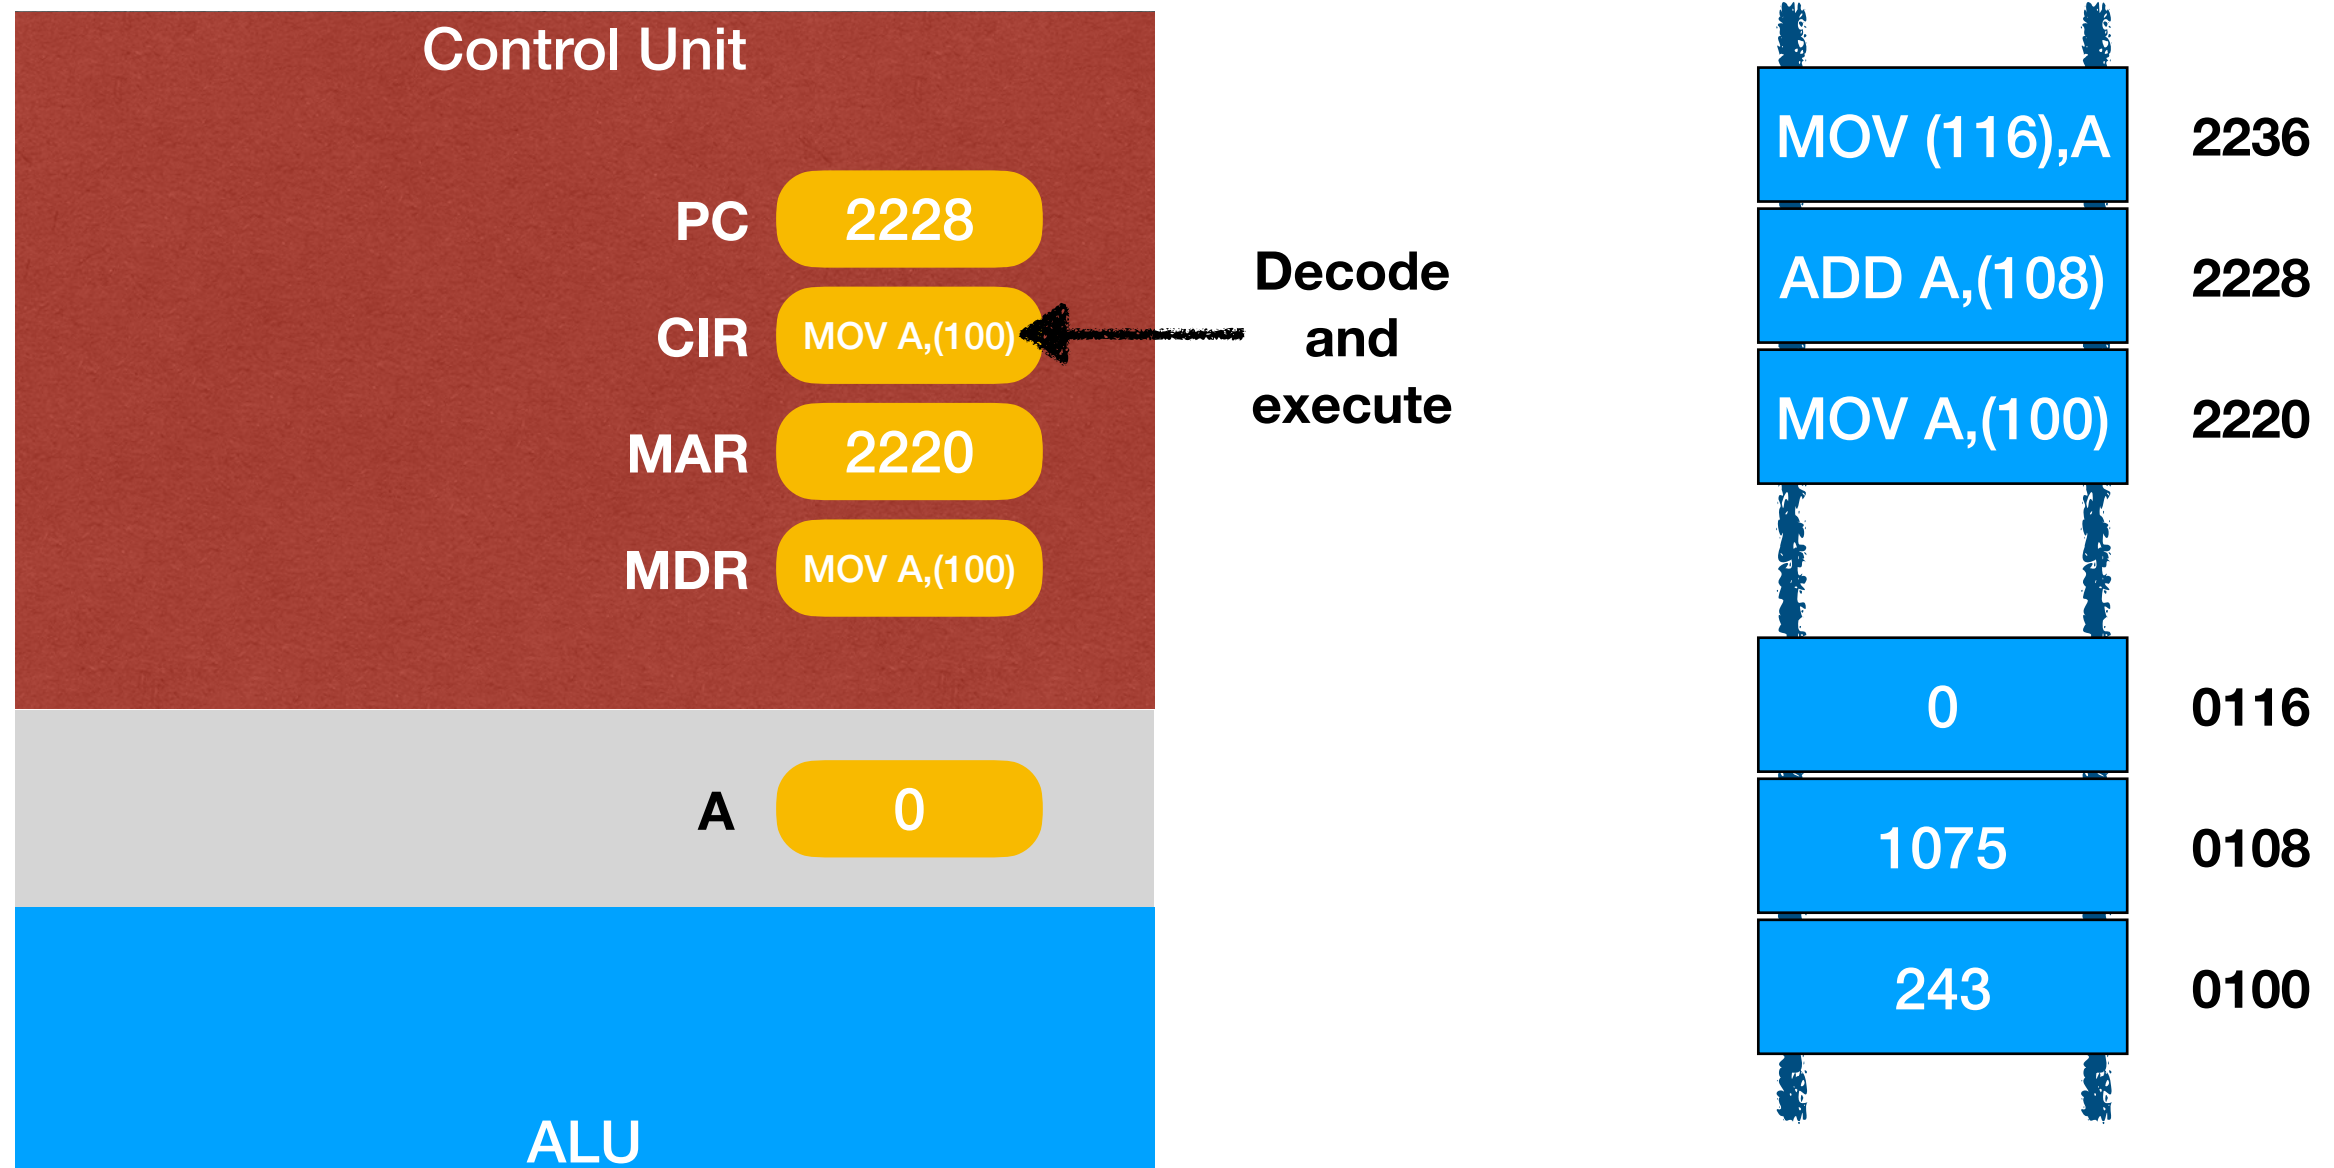 Control Unit
PC 2228
CIR MOV A,(100)
MAR 2220
MDR MOV A,(100)
A 0
ALU
Decode
and
execute
MOV (116),A 2236
ADD A,(108) 2228
MOV A,(100) 2220
0 0116
1075 0108
243 0100